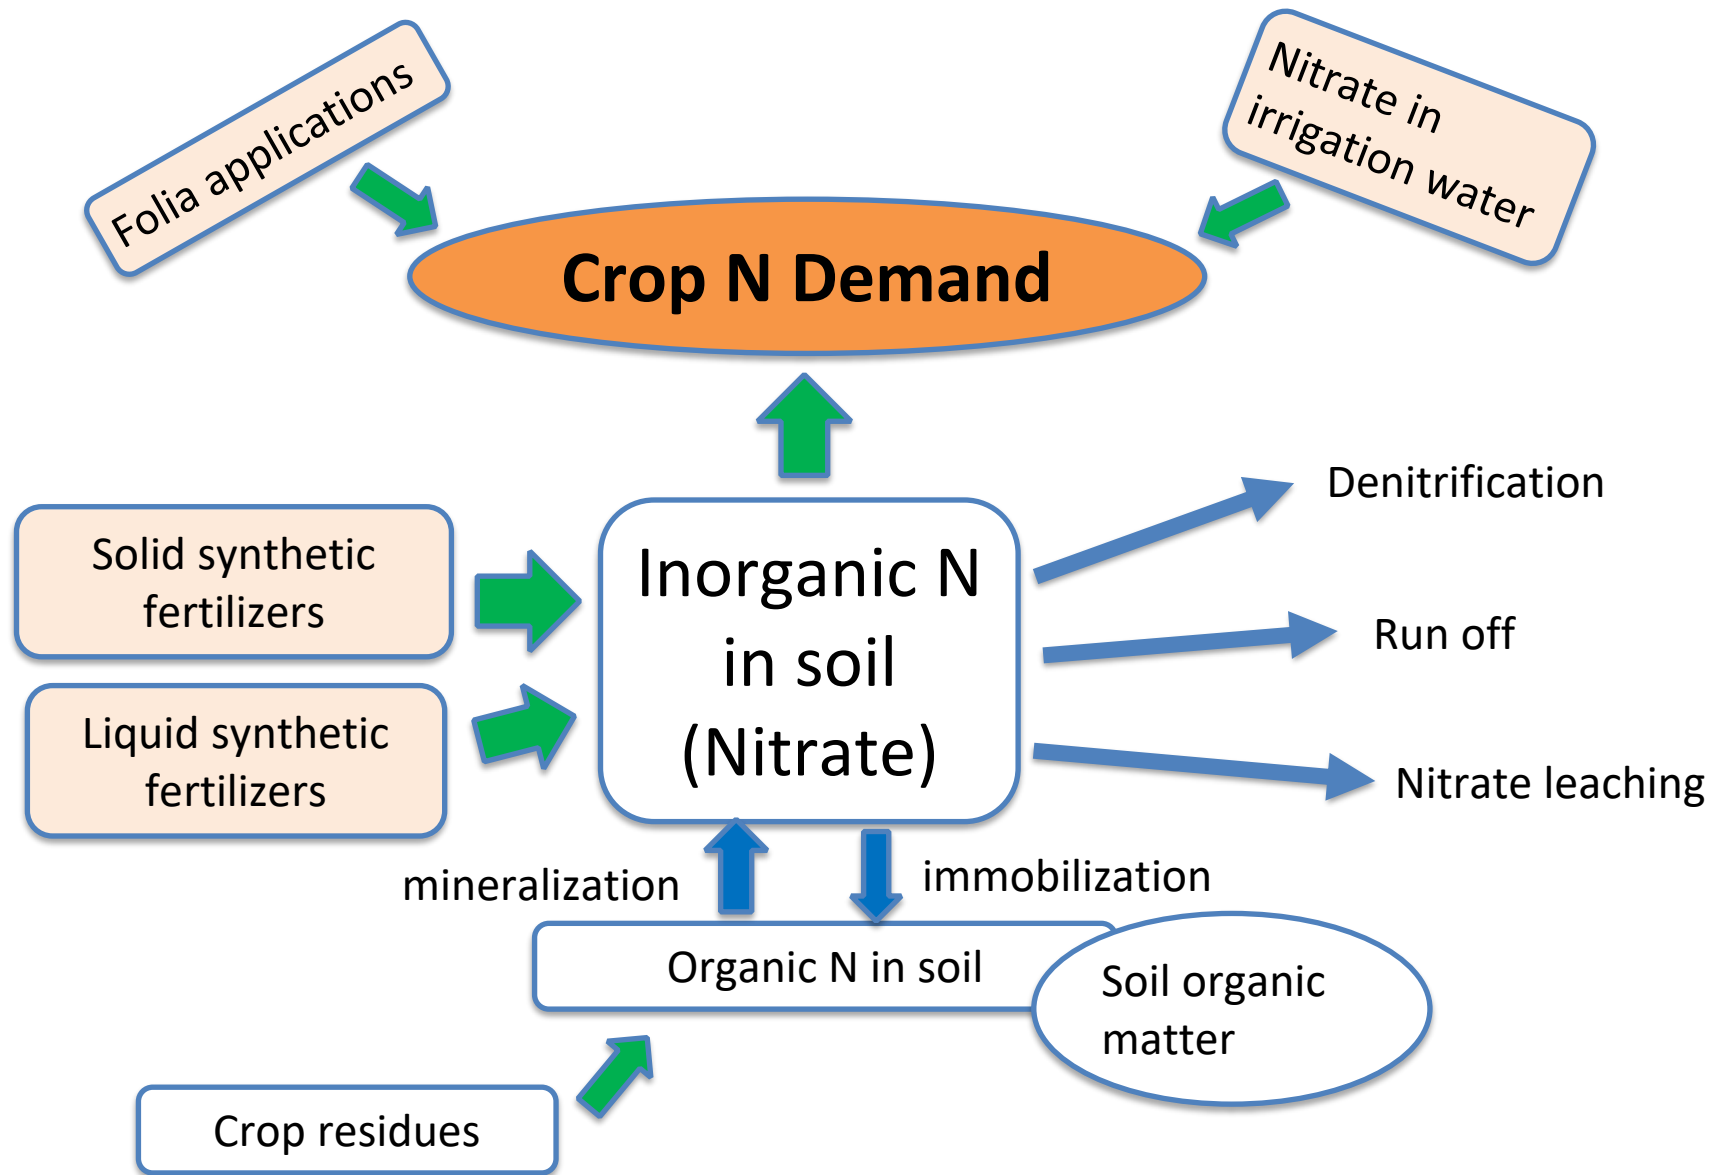 Folia applications
Nitrate in
irrigation water
Crop N Demand
Denitrification
Solid synthetic
fertilizers
Inorganic N
in soil
(Nitrate)
Run off
Liquid synthetic
fertilizers
Nitrate leaching
mineralization
immobilization
Organic N in soil
Soil organic
matter
Crop residues